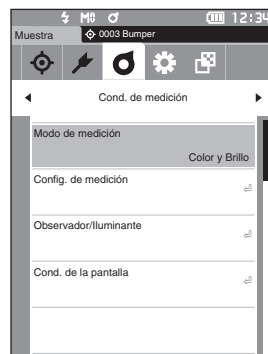 M 12:34
Muestra 0003 Bumper
Cond. de medición
Modo de medición
Color y Brillo
Config. de medición
Observador/Iluminante
Cond. de la pantalla